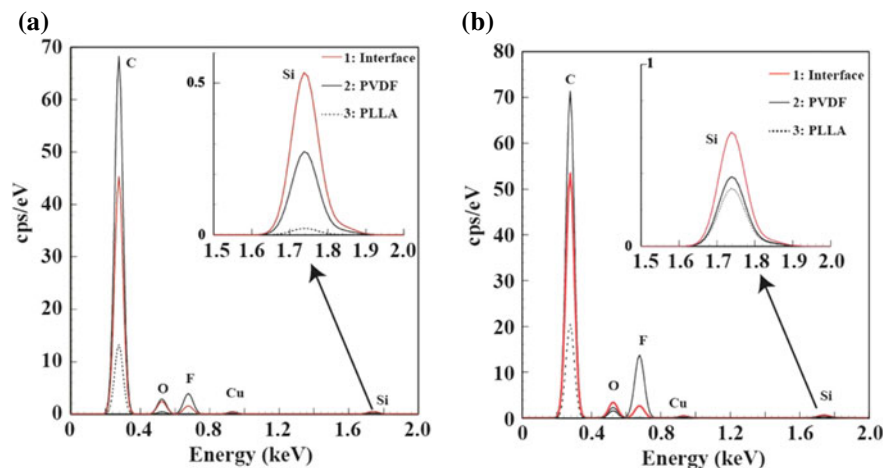 (a)
70
60
50
40
30
20
10
0
cps/eV
C
O
F
Cu
Si
0 0.4 0.8 1.2 1.6 2.0
Energy (keV)
0.5
0
Si
1: Interface
2: PVDF
3: PLLA
1.5 1.6 1.7 1.8 1.9 2.0
(b)
80
70
60
50
40
30
20
10
0
cps/eV
C
O
F
Cu
Si
0 0.4 0.8 1.2 1.6 2.0
Energy (keV)
1
0
Si
1: Interface
2: PVDF
3: PLLA
1.5 1.6 1.7 1.8 1.9 2.0